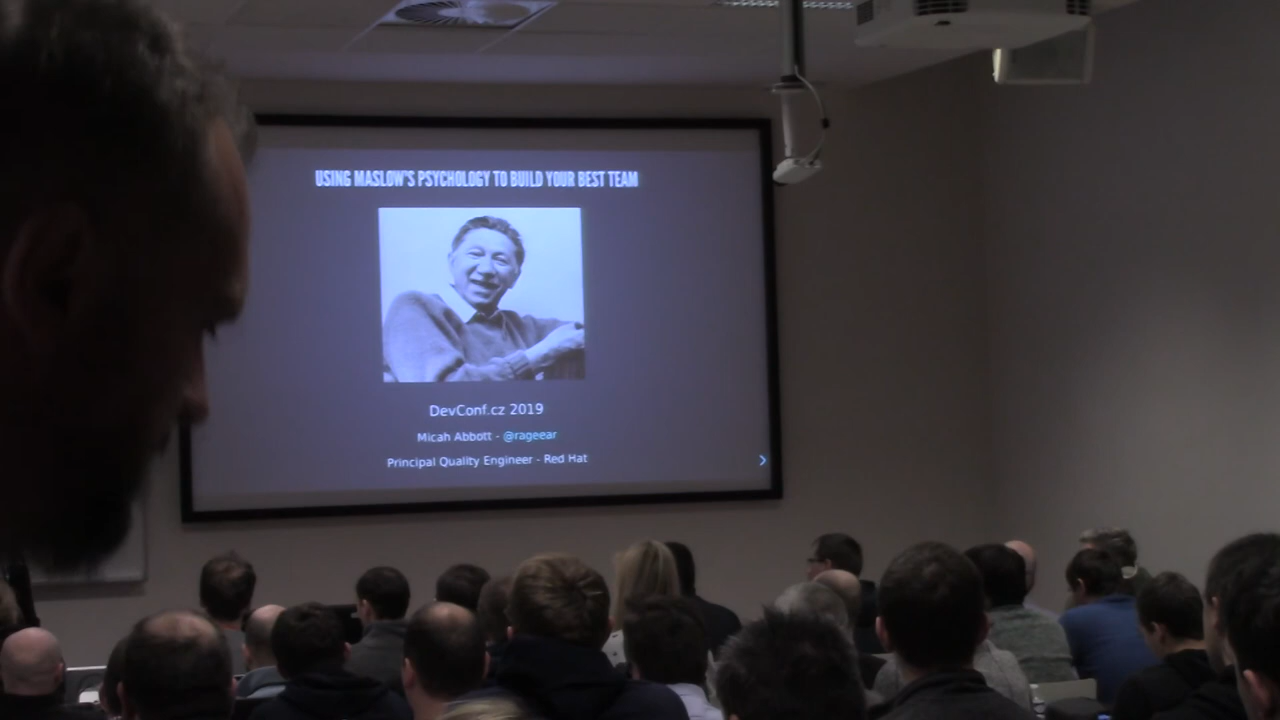 USING MASLOW'S PSYCHOLOGY TO BUILD YOUR BEST TEAM
DevConf.cz 2019
Micah Abbott - @rageear
Principal Quality Engineer - Red Hat